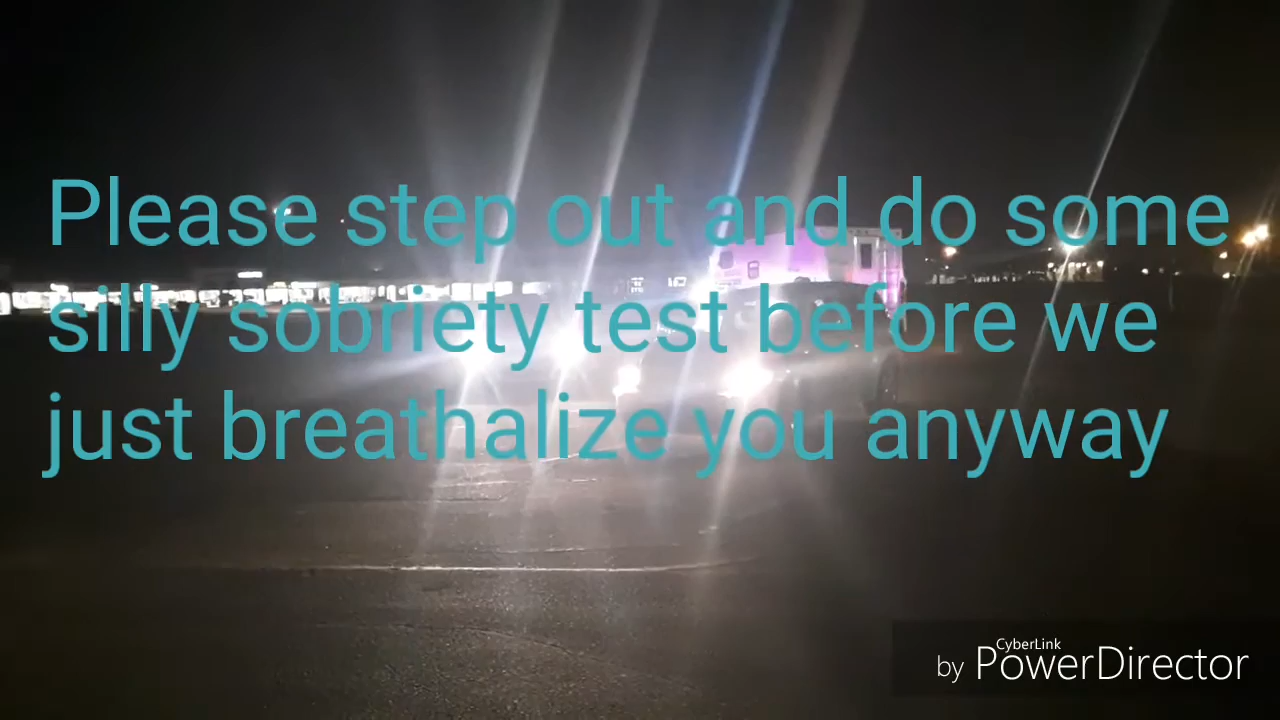 Please step out and do some
silly sobriety test before we
just breathalize you anyway
by CyberLink PowerDirector